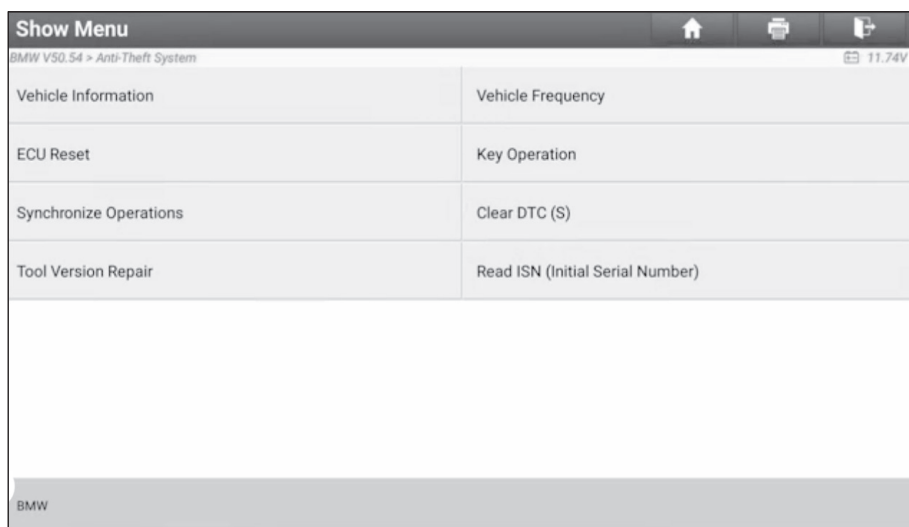 Show Menu
BMW V50.54 > Anti-Theft System
11.74V
Vehicle Information
Vehicle Frequency
ECU Reset
Key Operation
Synchronize Operations
Clear DTC (S)
Tool Version Repair
Read ISN (Initial Serial Number)
BMW